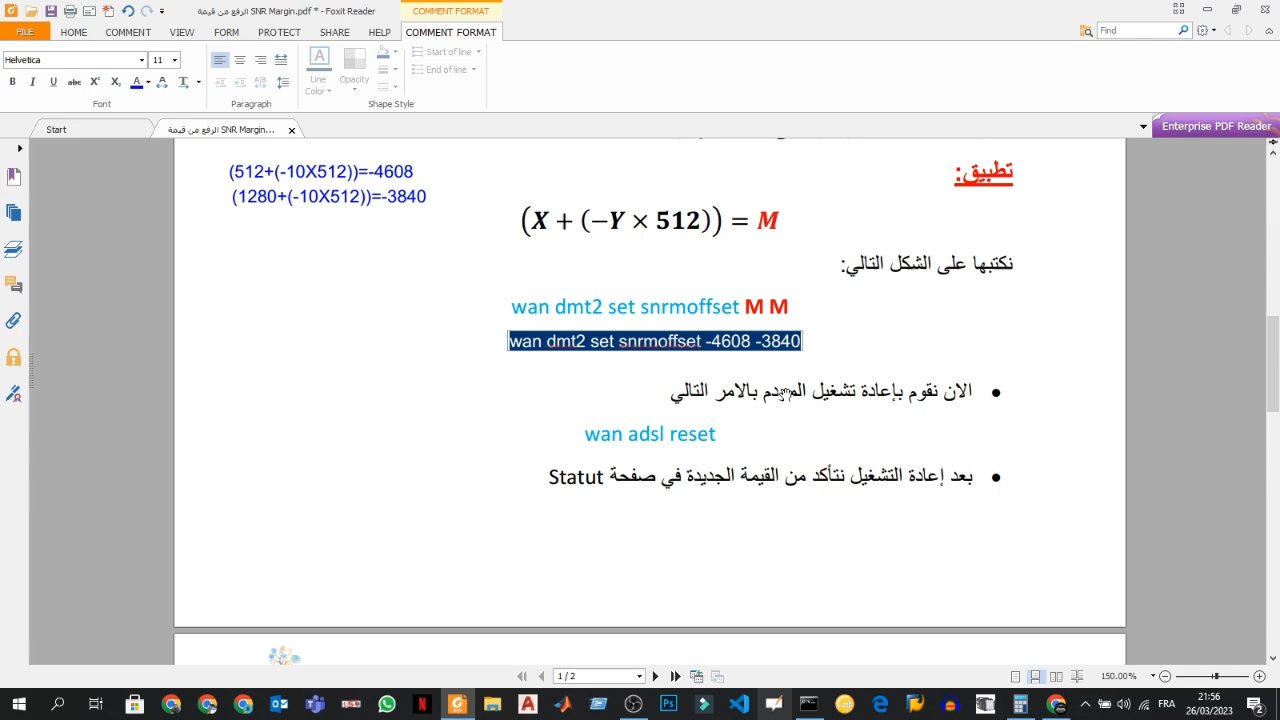 الرفع من قيمة SNR Margin.pdf * - Foxit Reader
COMMENT FORMAT
FILE
HOME
COMMENT
VIEW
FORM
PROTECT
SHARE
HELP
COMMENT FORMAT
Find
Helvetica
11
Line Color
Opacity
Start of line
End of line
Font
Paragraph
Shape Style
Start
الرفع من قيمة SNR Margin...
Enterprise PDF Reader
(512+(-10X512))=-4608
(1280+(-10X512))=-3840
تطبيق:
(X + (−Y × 512)) = M
نكتبها على الشكل التالي:
wan dmt2 set snrmoffset M M
wan dmt2 set snrmoffset -4608 -3840
الان نقوم بإعادة تشغيل المودم بالامر التالي
wan adsl reset
بعد إعادة التشغيل نتأكد من القيمة الجديدة في صفحة Statut
1 / 2
150.00%
FRA
21:56
26/03/2023